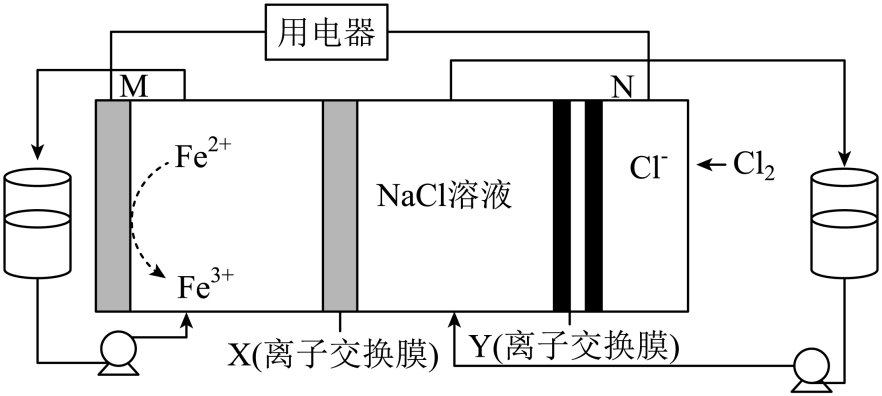 用电器
M
N
Fe²⁺
Fe³⁺
NaCl溶液
Cl⁻
Cl₂
X(离子交换膜)
Y(离子交换膜)